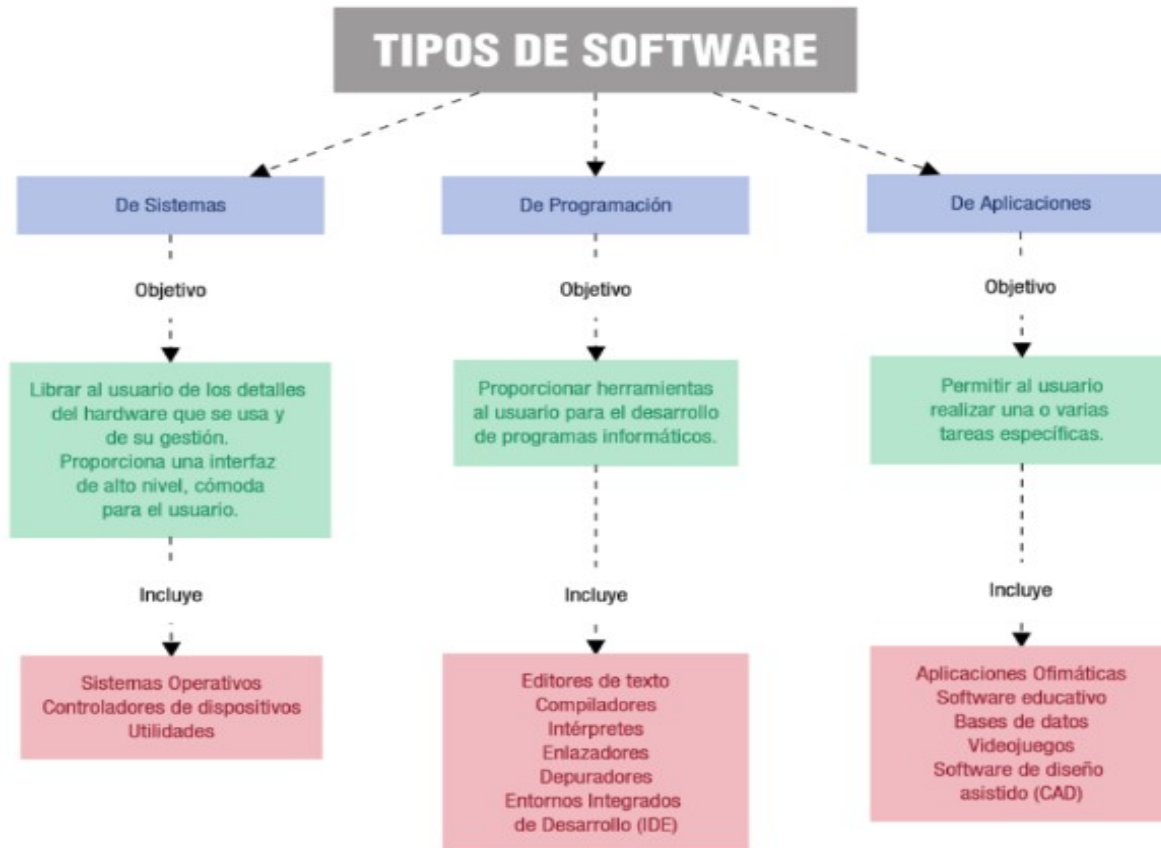 TIPOS DE SOFTWARE
De Sistemas
Objetivo
Librar al usuario de los detalles
del hardware que se usa y
de su gestión.
Proporciona una interfaz
de alto nivel, cómoda
para el usuario.
Incluye
Sistemas Operativos
Controladores de dispositivos
Utilidades
De Programación
Objetivo
Proporcionar herramientas
al usuario para el desarrollo
de programas informáticos.
Incluye
Editores de texto
Compiladores
Intérpretes
Enlazadores
Depuradores
Entornos Integrados
de Desarrollo (IDE)
De Aplicaciones
Objetivo
Permitir al usuario
realizar una o varias
tareas específicas.
Incluye
Aplicaciones Ofimáticas
Software educativo
Bases de datos
Videojuegos
Software de diseño
asistido (CAD)